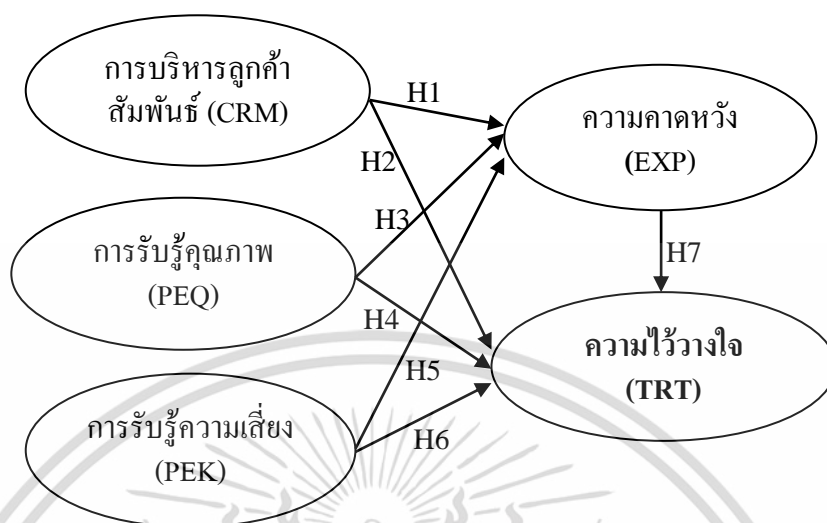 การบริหารลูกค้า
สัมพันธ์ (CRM)
H1
ความคาดหวัง
(EXP)
H2
H3
การรับรู้คุณภาพ
(PEQ)
H7
H4
ความไว้วางใจ
(TRT)
H5
การรับรู้ความเสี่ยง
(PEK)
H6